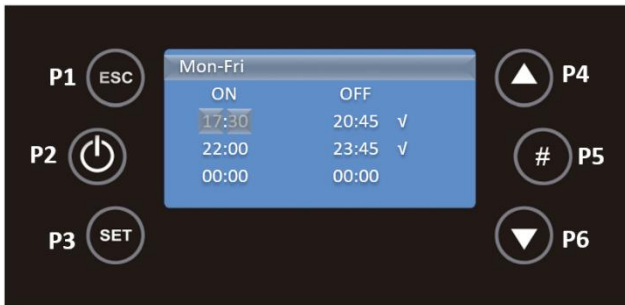 P1 ESC
P2
P3 SET
Mon-Fri
ON OFF
17:30 20:45 √
22:00 23:45 √
00:00 00:00
P4
# P5
P6